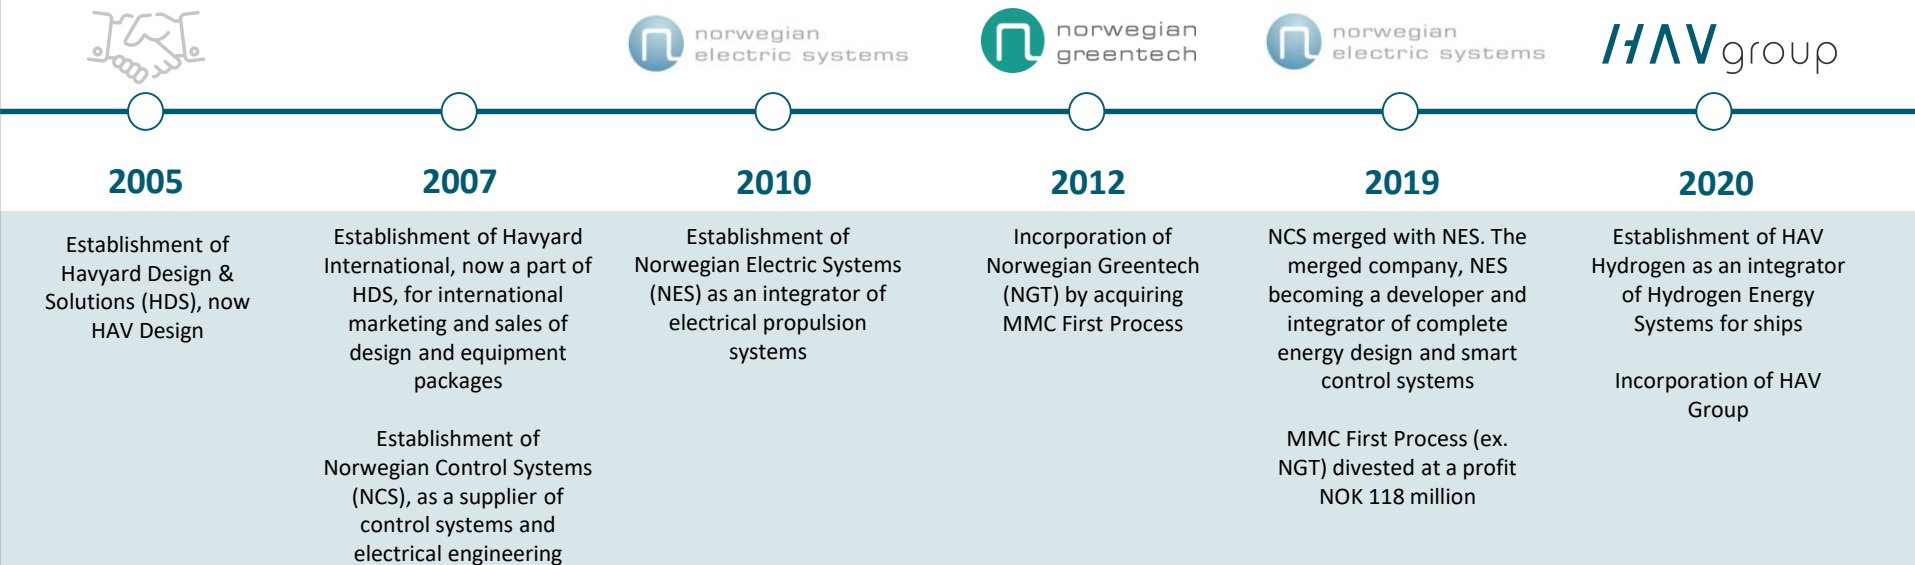 norwegian
electric systems
norwegian
greentech
norwegian
electric systems
HAV group
2005
2007
2010
2012
2019
2020
Establishment of
Havyard Design &
Solutions (HDS), now
HAV Design
Establishment of Havyard
International, now a part of
HDS, for international
marketing and sales of
design and equipment
packages
Establishment of
Norwegian Control Systems
(NCS), as a supplier of
control systems and
electrical engineering
Establishment of
Norwegian Electric Systems
(NES) as an integrator of
electrical propulsion
systems
Incorporation of
Norwegian Greentech
(NGT) by acquiring
MMC First Process
NCS merged with NES. The
merged company, NES
becoming a developer and
integrator of complete
energy design and smart
control systems
MMC First Process (ex.
NGT) divested at a profit
NOK 118 million
Establishment of HAV
Hydrogen as an integrator
of Hydrogen Energy
Systems for ships
Incorporation of HAV
Group